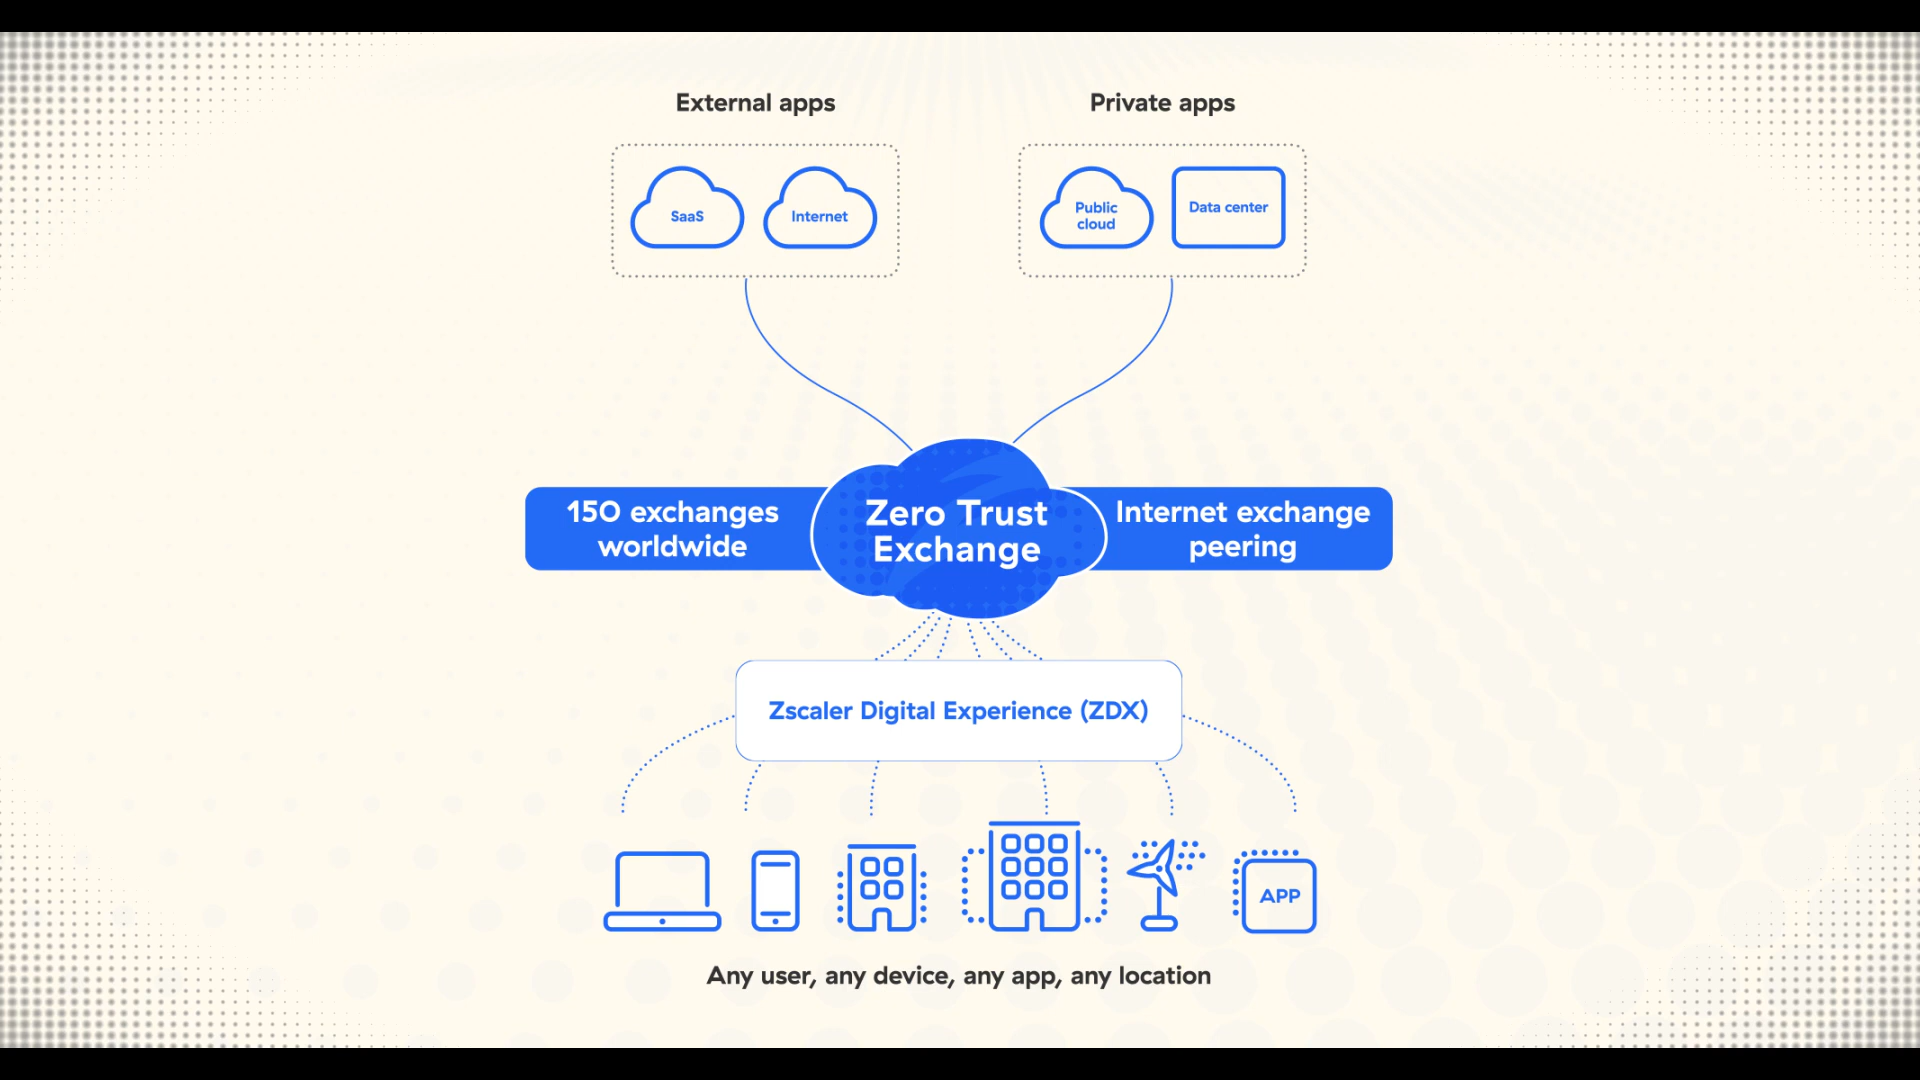 External apps
Private apps
SaaS
Internet
Public
cloud
Data center
150 exchanges
worldwide
Zero Trust
Exchange
Internet exchange
peering
Zscaler Digital Experience (ZDX)
APP
Any user, any device, any app, any location